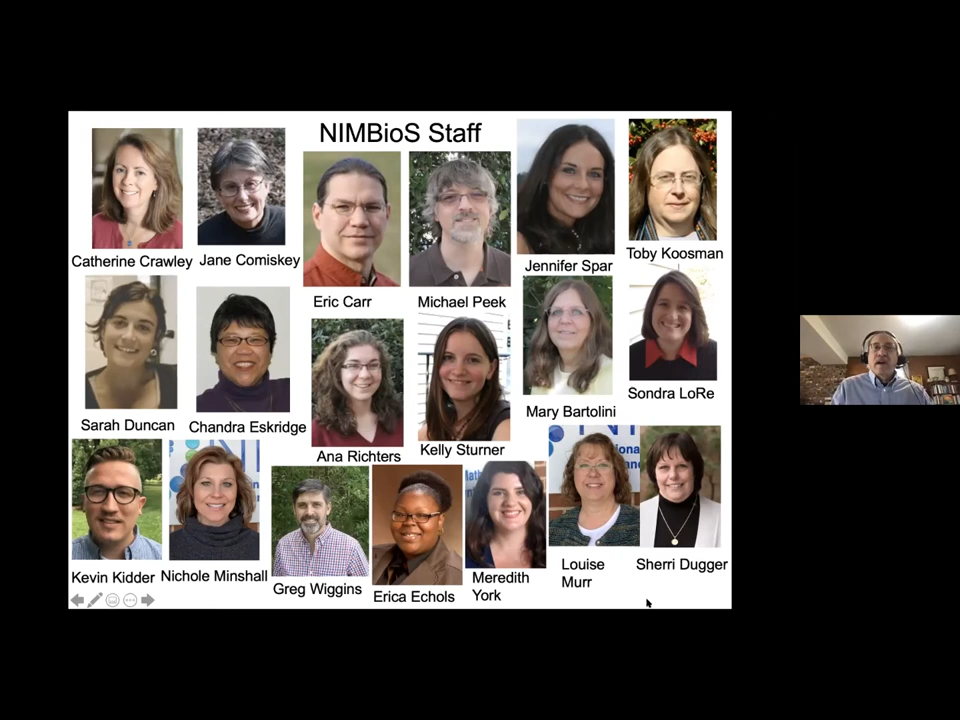 NIMBioS Staff
Catherine Crawley
Jane Comiskey
Eric Carr
Michael Peek
Jennifer Spar
Toby Koosman
Sarah Duncan
Chandra Eskridge
Ana Richters
Kelly Sturner
Mary Bartolini
Sondra LoRe
Kevin Kidder
Nichole Minshall
Greg Wiggins
Erica Echols
Meredith
York
Louise
Murr
Sherri Dugger